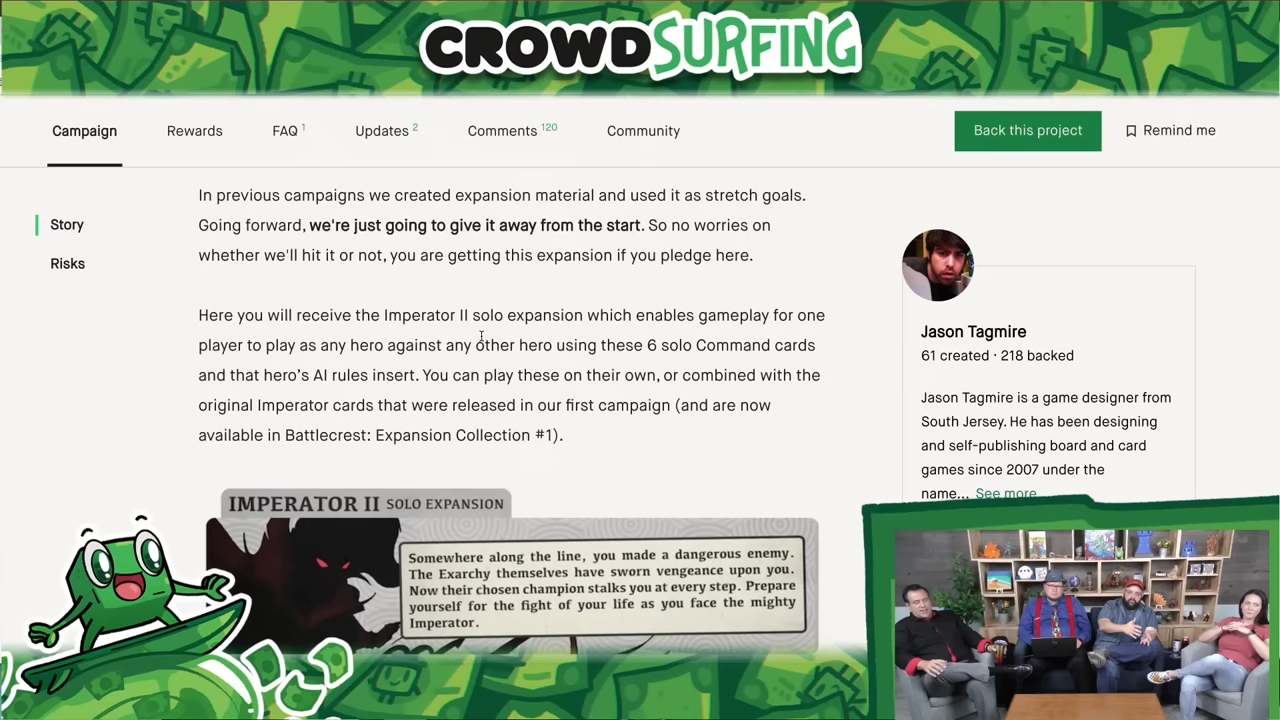 CROWDSURFING
Campaign
Rewards
FAQ 1
Updates 2
Comments 120
Community
Back this project
Remind me
Story
Risks
In previous campaigns we created expansion material and used it as stretch goals.
Going forward, we're just going to give it away from the start. So no worries on
whether we'll hit it or not, you are getting this expansion if you pledge here.
Here you will receive the Imperator II solo expansion which enables gameplay for one
player to play as any hero against any other hero using these 6 solo Command cards
and that hero's AI rules insert. You can play these on their own, or combined with the
original Imperator cards that were released in our first campaign (and are now
available in Battlecrest: Expansion Collection #1).
IMPERATOR II SOLO EXPANSION
Somewhere along the line, you made a dangerous enemy.
The Exarchy themselves have sworn vengeance upon you.
Now their chosen champion stalks you at every step. Prepare
yourself for the fight of your life as you face the mighty
Imperator.
Jason Tagmire
61 created · 218 backed
Jason Tagmire is a game designer from
South Jersey. He has been designing
and self-publishing board and card
games since 2007 under the
name... See more